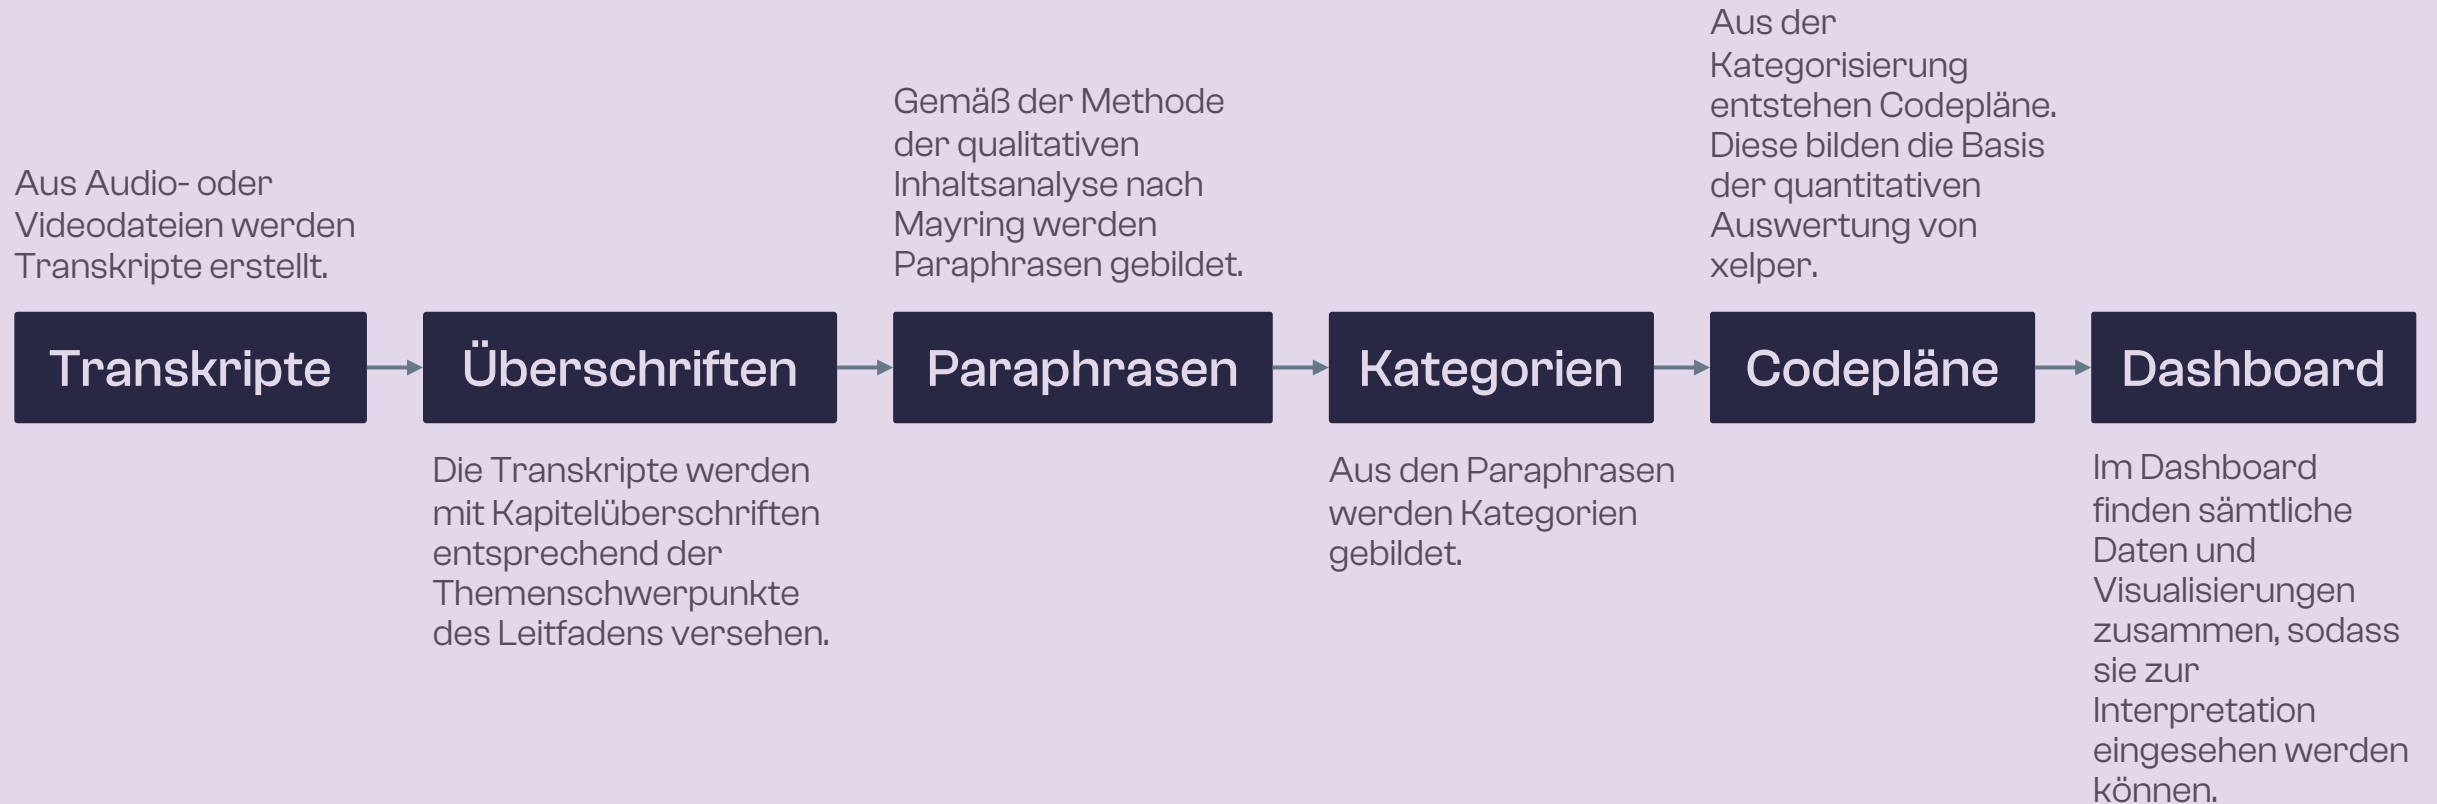 Aus Audio- oder
Videodateien werden
Transkripte erstellt.
Transkripte
Überschriften
Die Transkripte werden
mit Kapitelüberschriften
entsprechend der
Themenschwerpunkte
des Leitfadens versehen.
Gemäß der Methode
der qualitativen
Inhaltsanalyse nach
Mayring werden
Paraphrasen gebildet.
Paraphrasen
Kategorien
Aus den Paraphrasen
werden Kategorien
gebildet.
Aus der
Kategorisierung
entstehen Codepläne.
Diese bilden die Basis
der quantitativen
Auswertung von
xelper.
Codepläne
Dashboard
Im Dashboard
finden sämtliche
Daten und
Visualisierungen
zusammen, sodass
sie zur
Interpretation
eingesehen werden
können.